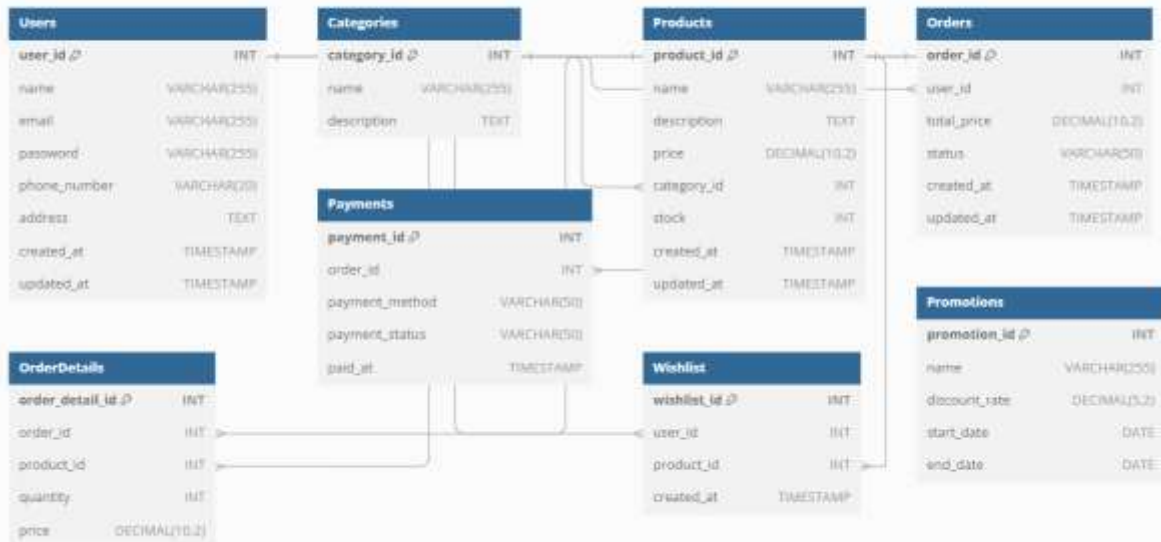 Users
user_id INT
name VARCHAR(255)
email VARCHAR(255)
password VARCHAR(255)
phone_number VARCHAR(20)
address TEXT
created_at TIMESTAMP
updated_at TIMESTAMP
Categories
category_id INT
name VARCHAR(255)
description TEXT
Products
product_id INT
name VARCHAR(255)
description TEXT
price DECIMAL(10,2)
category_id INT
stock INT
created_at TIMESTAMP
updated_at TIMESTAMP
Orders
order_id INT
user_id INT
total_price DECIMAL(10,2)
status VARCHAR(50)
created_at TIMESTAMP
updated_at TIMESTAMP
Payments
payment_id INT
order_id INT
payment_method VARCHAR(50)
payment_status VARCHAR(50)
paid_at TIMESTAMP
Promotions
promotion_id INT
name VARCHAR(255)
discount_rate DECIMAL(5,2)
start_date DATE
end_date DATE
OrderDetails
order_detail_id INT
order_id INT
product_id INT
quantity INT
price DECIMAL(10,2)
Wishlist
wishlist_id INT
user_id INT
product_id INT
created_at TIMESTAMP